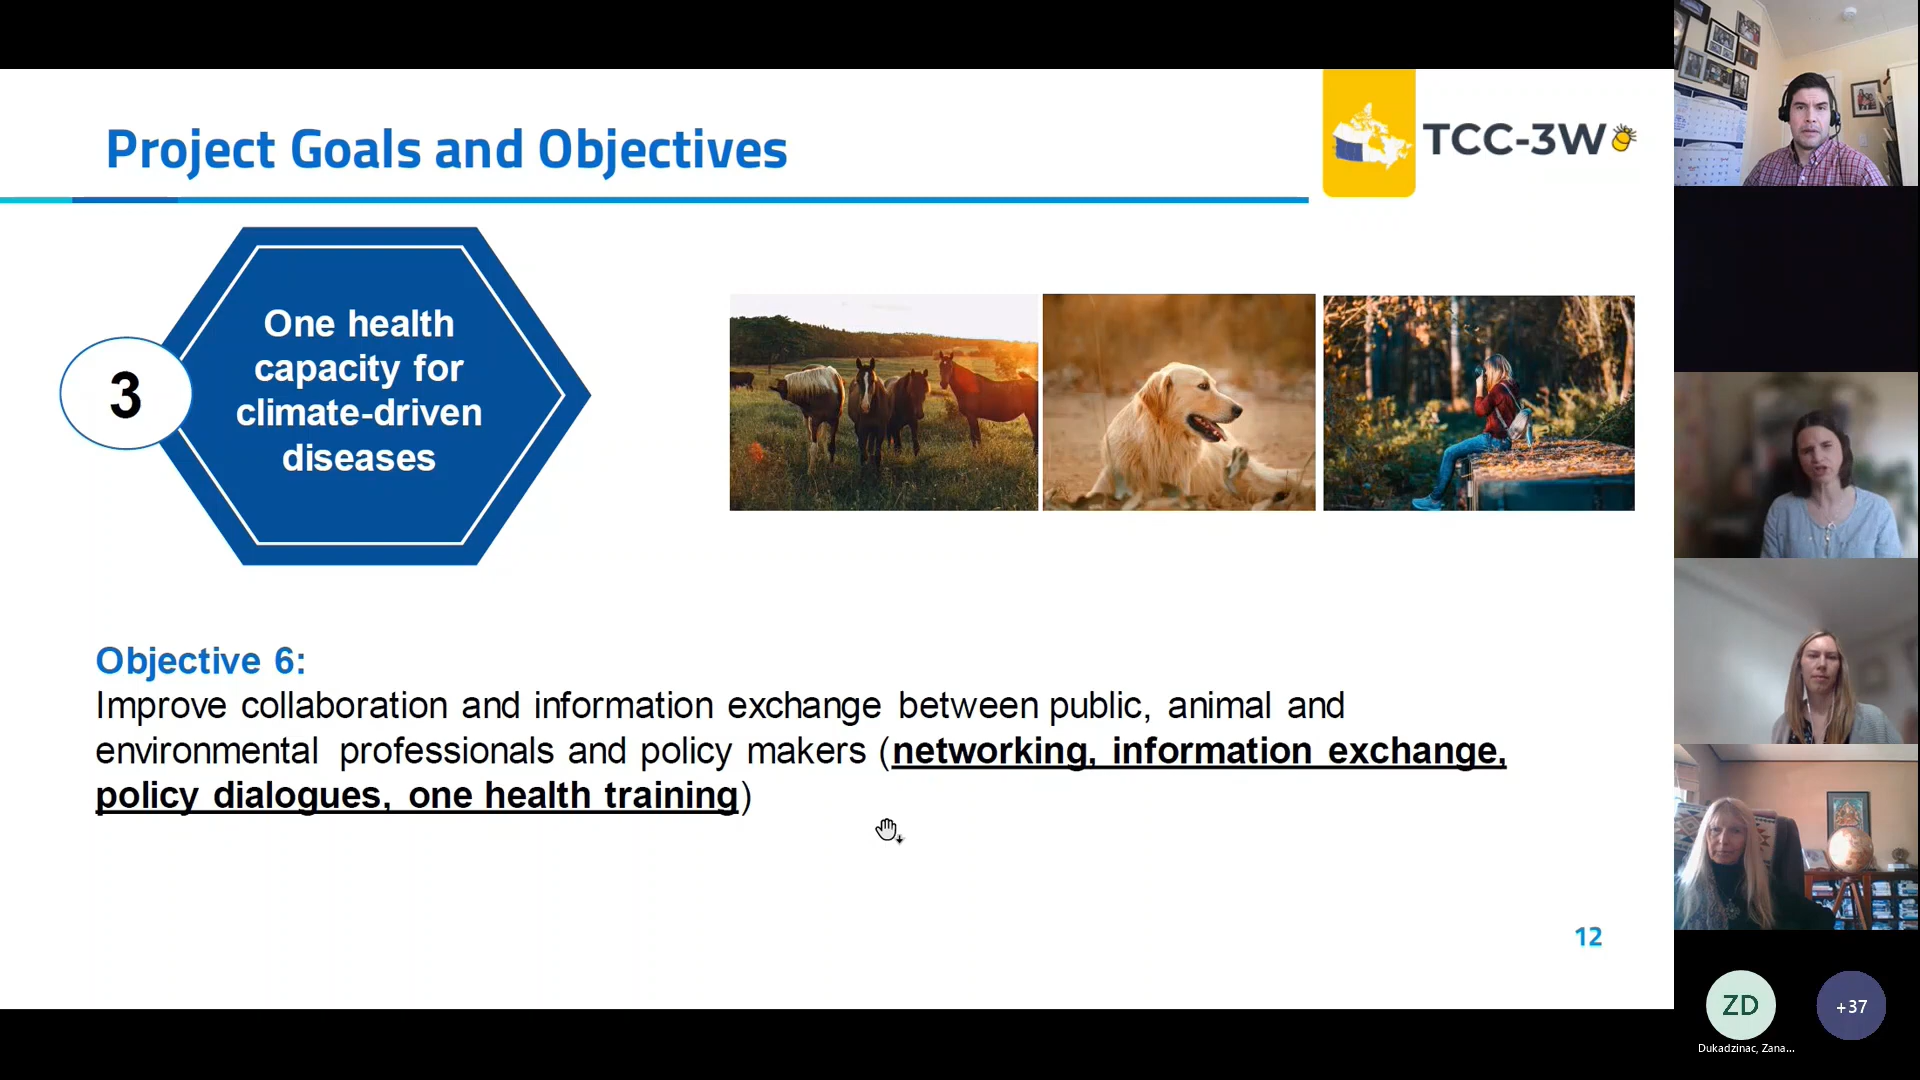 Project Goals and Objectives
TCC-3W
3
One health
capacity for
climate-driven
diseases
Objective 6:
Improve collaboration and information exchange between public, animal and
environmental professionals and policy makers (networking, information exchange,
policy dialogues, one health training)
12
ZD
+37
Dukadzinac, Zana...